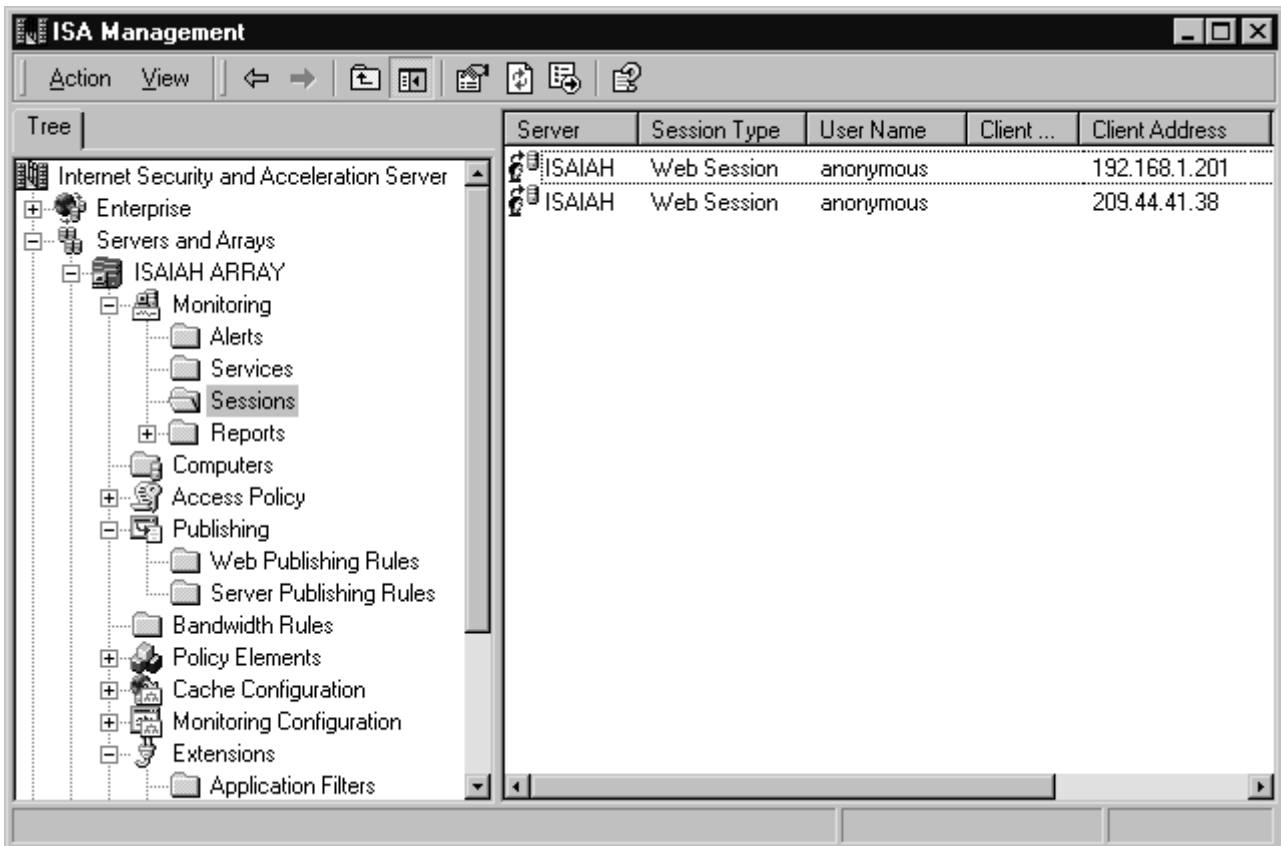 ISA Management
Action View
Tree
Internet Security and Acceleration Server
Enterprise
Servers and Arrays
ISAIAH ARRAY
Monitoring
Alerts
Services
Sessions
Reports
Computers
Access Policy
Publishing
Web Publishing Rules
Server Publishing Rules
Bandwidth Rules
Policy Elements
Cache Configuration
Monitoring Configuration
Extensions
Application Filters
Server Session Type User Name Client ... Client Address
ISAIAH Web Session anonymous 192.168.1.201
ISAIAH Web Session anonymous 209.44.41.38